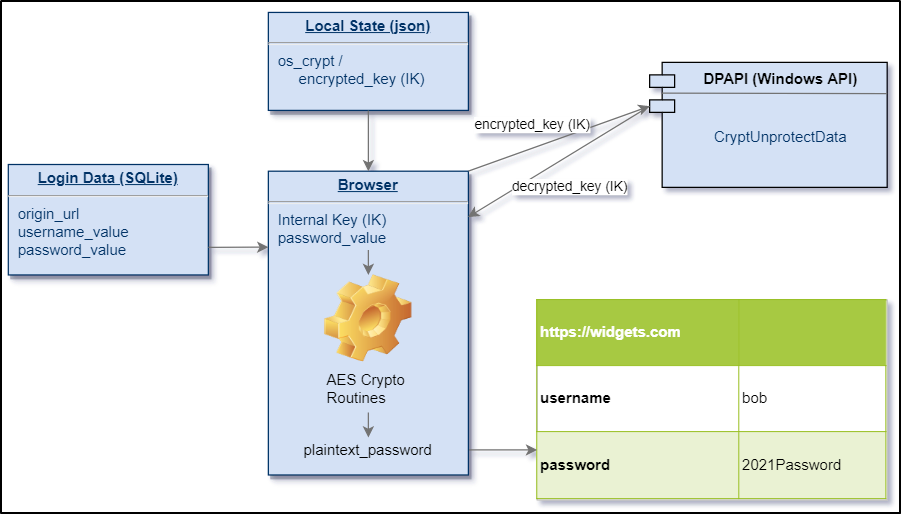 Local State (json)
os_crypt /
encrypted_key (IK)
DPAPI (Windows API)
CryptUnprotectData
encrypted_key (IK)
decrypted_key (IK)
Login Data (SQLite)
origin_url
username_value
password_value
Browser
Internal Key (IK)
password_value
AES Crypto
Routines
plaintext_password
https://widgets.com
username bob
password 2021Password